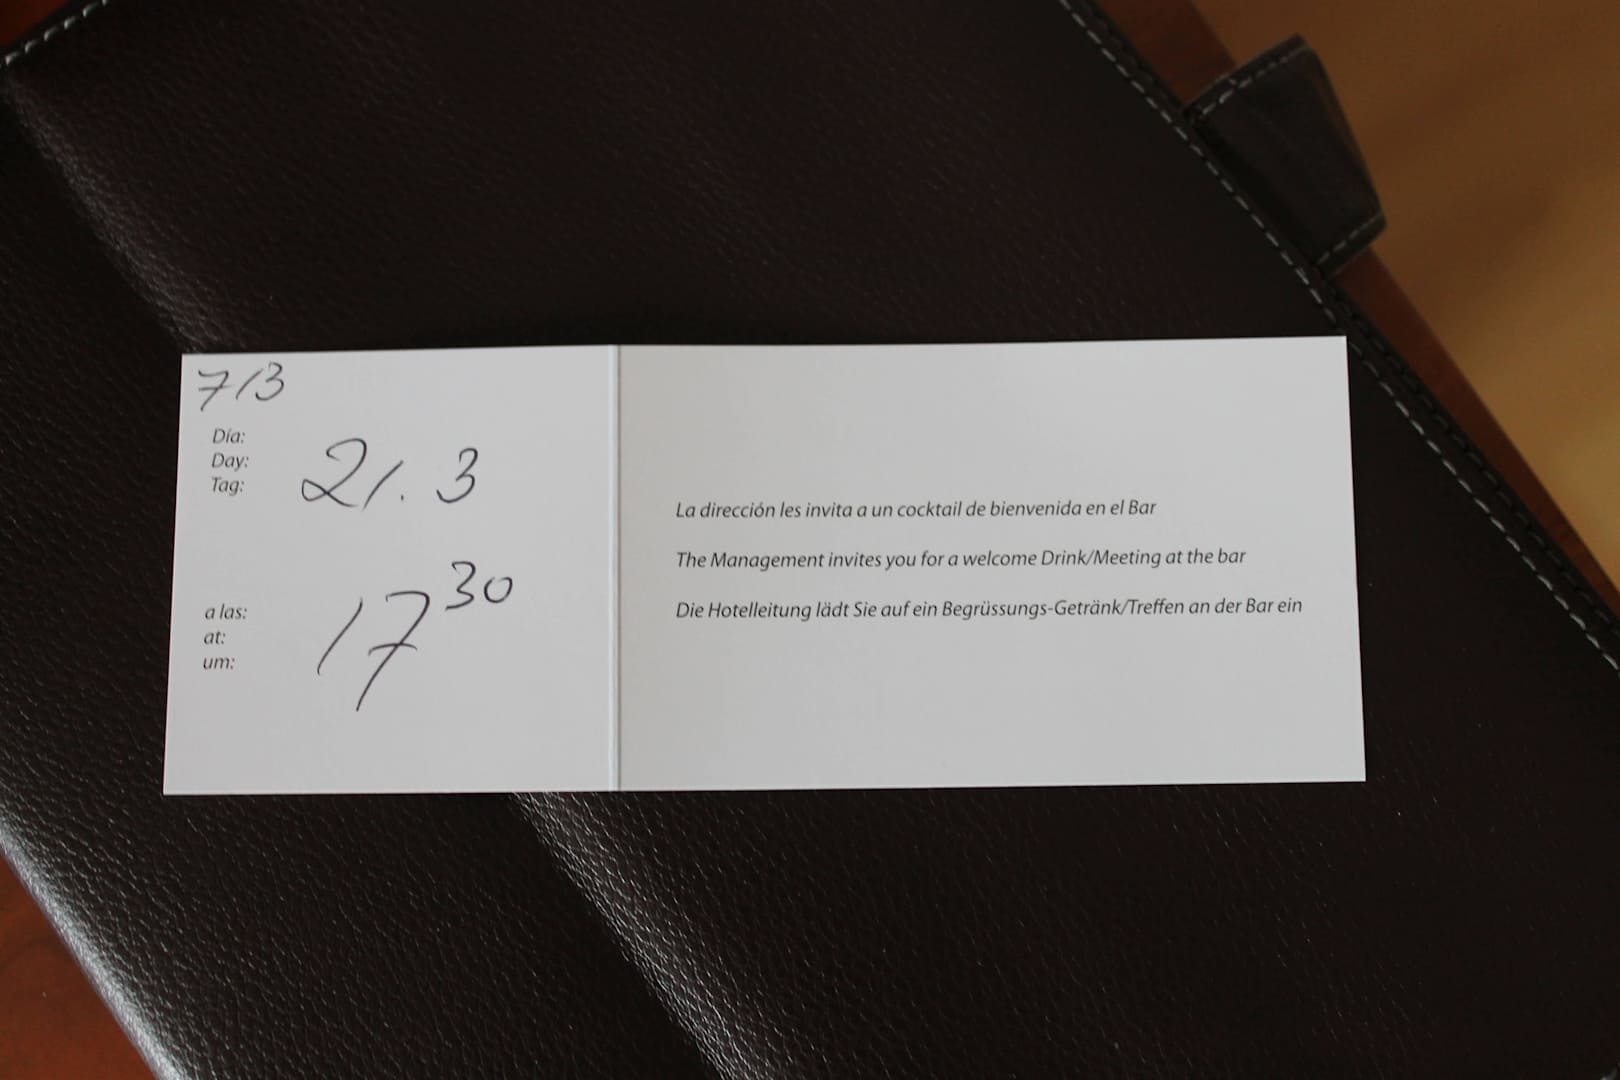 713
Día:
Day:
Tag:
21. 3
a las:
at:
um:
17 30
La dirección les invita a un cocktail de bienvenida en el Bar
The Management invites you for a welcome Drink/Meeting at the bar
Die Hotelleitung lädt Sie auf ein Begrüssungs-Getränk/Treffen an der Bar ein